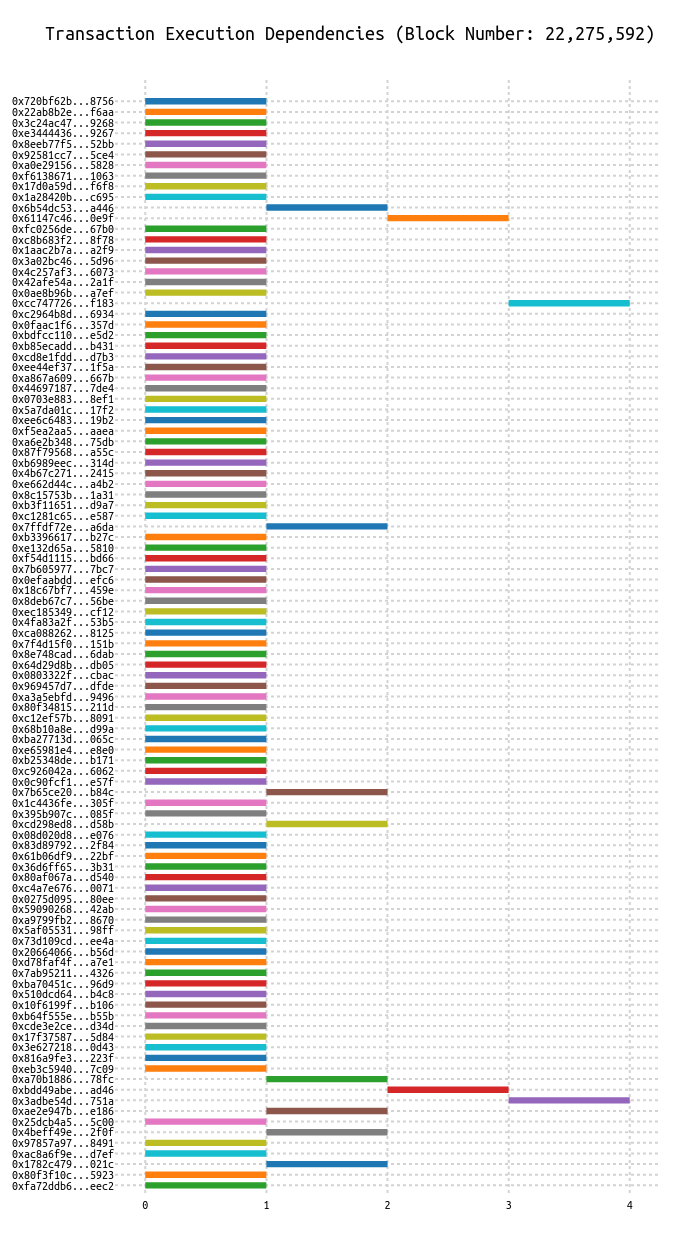 Transaction Execution Dependencies (Block Number: 22,275,592)
0x720bf62b...8756
0x22ab8b2e...f6aa
0x3c24ac47...9268
0xe3444436...9267
0x8eeb77f5...52bb
0x92581cc7...5ce4
0xa0e29156...5828
0xf6138671...1063
0x17d0a59d...f6f8
0x1a28420b...c695
0x6b54dc53...a446
0x61147c46...0e9f
0xfc0256de...67b0
0xc8b683f2...8f78
0x1aac2b7a...a2f9
0x3a02bc46...5d96
0x4c257af3...6073
0x42afe54a...2a1f
0x0ae8b96b...a7ef
0xcc747726...f183
0xc2964b8d...6934
0x0faac1f6...357d
0xbdfcc110...e5d2
0xb85ecadd...b431
0xcd8e1fdd...d7b3
0xee44ef37...1f5a
0xa867a609...667b
0x44697187...7de4
0x0703e883...8ef1
0x5a7da01c...17f2
0xee6c6483...19b2
0xf5ea2aa5...aaea
0xa6e2b348...75db
0x87f79568...a55c
0xb6989eec...314d
0x4b67c271...2415
0xe662d44c...a4b2
0x8c15753b...1a31
0xb3f11651...d9a7
0xc1281c65...e587
0x7ffdf72e...a6da
0xb3396617...b27c
0xe132d65a...5810
0xf54d1115...bd66
0x7b605977...7bc7
0x0efaabdd...efc6
0x18c67bf7...459e
0x8deb67c7...56be
0xec185349...cf12
0x4fa83a2f...53b5
0xca088262...8125
0x7f4d15f0...151b
0x8e748cad...6dab
0x64d29d8b...db05
0x0803322f...cbac
0x969457d7...dfde
0xa3a5ebfd...9496
0x80f34815...211d
0xc12ef57b...8091
0x68b10a8e...d99a
0xba27713d...065c
0xe65981e4...e8e0
0xb25348de...b171
0xc926042a...6062
0x0c90fcf1...e57f
0x7b65ce20...b84c
0x1c4436fe...305f
0x395b907c...085f
0xcd298ed8...d58b
0x08d020d8...e076
0x83d89792...2f84
0x61b06df9...22bf
0x36d6ff65...3b31
0x80af067a...d540
0xc4a7e676...0071
0x0275d095...80ee
0x59090268...42ab
0xa9799fb2...8670
0x5af05531...98ff
0x73d109cd...ee4a
0x20664066...b56d
0xd78faf4f...a7e1
0x7ab95211...4326
0xba70451c...96d9
0x510dcd64...b4c8
0x10f6199f...b106
0xb64f555e...b55b
0xcde3e2ce...d34d
0x17f37587...5d84
0x3e627218...0d43
0x816a9fe3...223f
0xeb3c5940...7c09
0xa70b1886...78fc
0xbdd49abe...ad46
0x3adbe54d...751a
0xae2e947b...e186
0x25dcb4a5...5c00
0x4beff49e...2f0f
0x97857a97...8491
0xac8a6f9e...d7ef
0x1782c479...021c
0x80f3f10c...5923
0xfa72ddb6...eec2
0 1 2 3 4